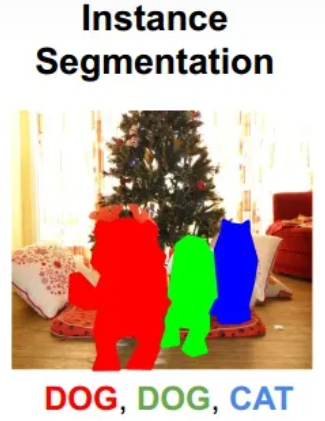 Instance
Segmentation
DOG, DOG, CAT